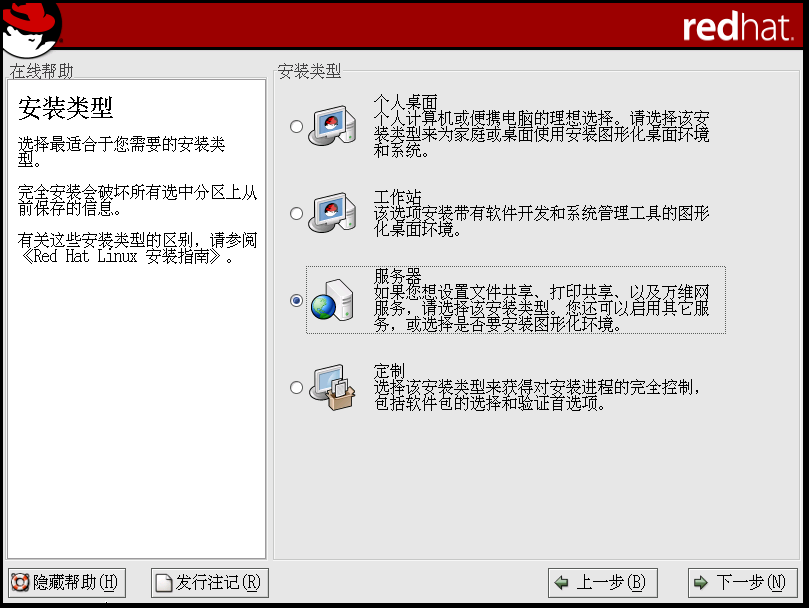 redhat.
在线帮助
安装类型
选择最适合于您需要的安装类
型。
完全安装会破坏所有选中分区上从
前保存的信息。
有关这些安装类型的区别，请参阅
《Red Hat Linux 安装指南》。
安装类型
个人桌面
个人计算机或便携电脑的理想选择。请选择该安
装类型来为家庭或桌面使用安装图形化桌面环境
和系统。
工作站
该选项安装带有软件开发和系统管理工具的图形
化桌面环境。
服务器
如果您想设置文件共享、打印共享、以及万维网
服务，请选择该安装类型。您还可以启用其它服
务，或选择是否要安装图形化环境。
定制
选择该安装类型来获得对安装进程的完全控制，
包括软件包的选择和验证首选项。
隐藏帮助(H)
发行注记(R)
上一步(B)
下一步(N)